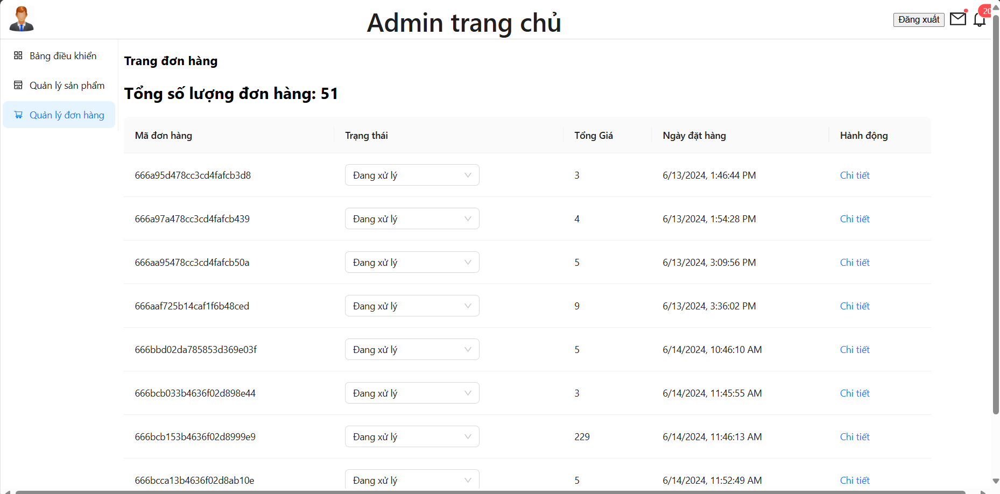 Admin trang chủ
Đăng xuất
20
Bảng điều khiển
Quản lý sản phẩm
Quản lý đơn hàng
Trang đơn hàng
Tổng số lượng đơn hàng: 51
Mã đơn hàng Trạng thái Tổng Giá Ngày đặt hàng Hành động
666a95d478cc3cd4fafcb3d8 Đang xử lý 3 6/13/2024, 1:46:44 PM Chi tiết
666a97a478cc3cd4fafcb439 Đang xử lý 4 6/13/2024, 1:54:28 PM Chi tiết
666aa95478cc3cd4fafcb50a Đang xử lý 5 6/13/2024, 3:09:56 PM Chi tiết
666aaf725b14caf1f6b48ced Đang xử lý 9 6/13/2024, 3:36:02 PM Chi tiết
666bbd02da785853d369e03f Đang xử lý 5 6/14/2024, 10:46:10 AM Chi tiết
666bcb033b4636f02d898e44 Đang xử lý 3 6/14/2024, 11:45:55 AM Chi tiết
666bcb153b4636f02d8999e9 Đang xử lý 229 6/14/2024, 11:46:13 AM Chi tiết
666bcca13b4636f02d8ab10e Đang xử lý 5 6/14/2024, 11:52:49 AM Chi tiết